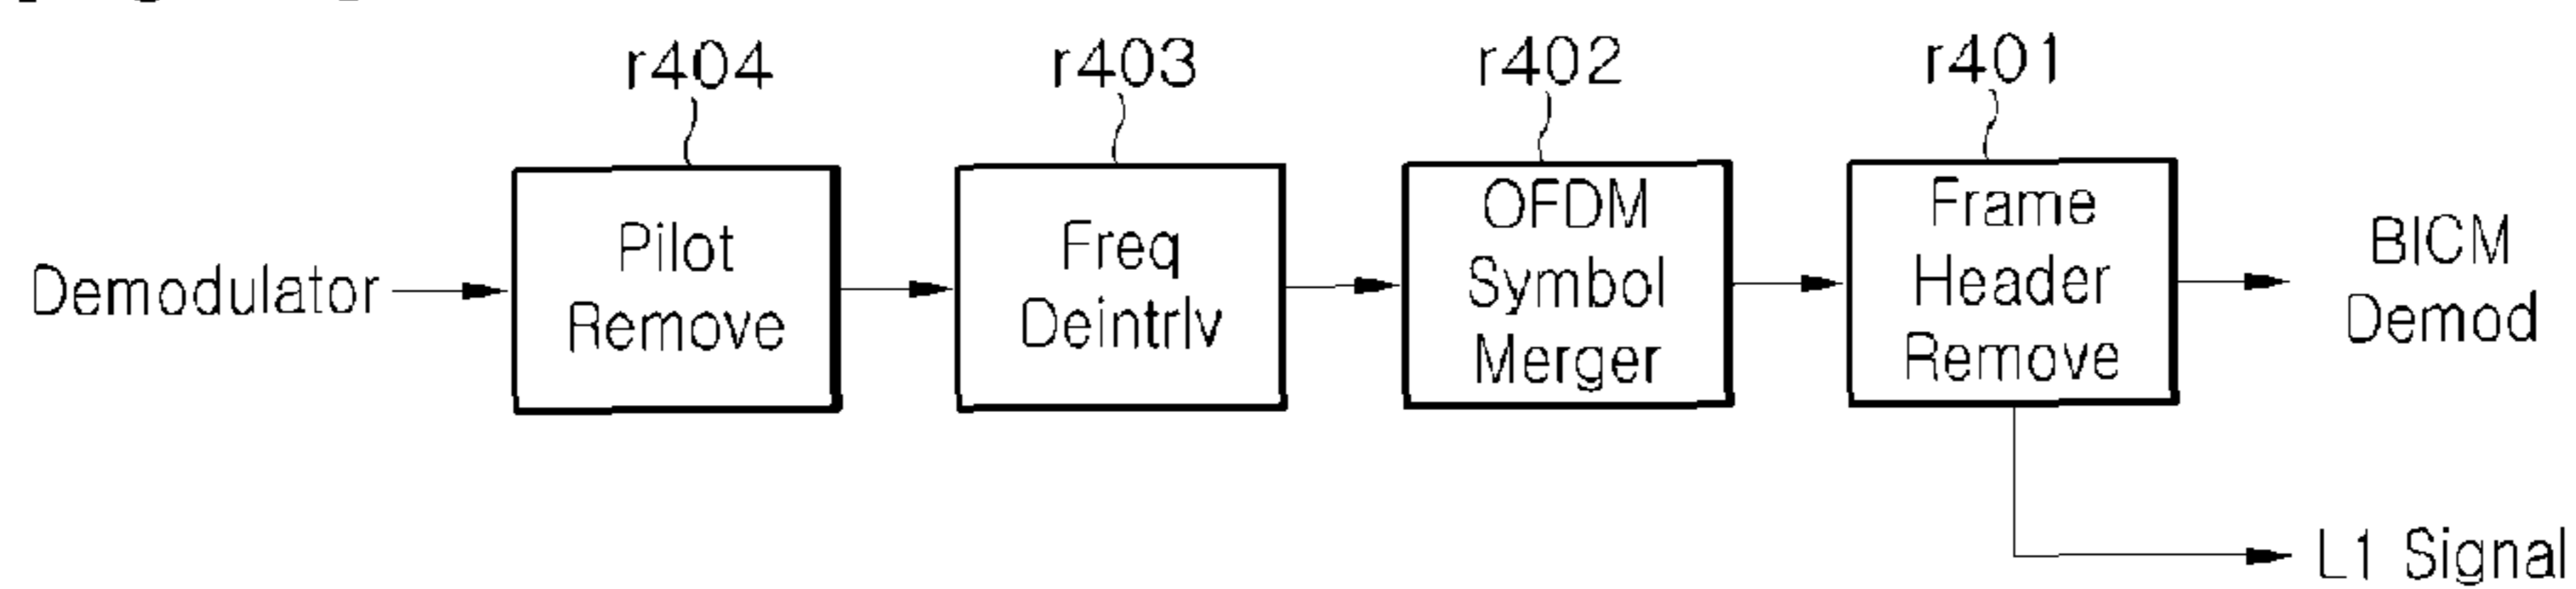 r404
r403
r402
r401
Demodulator
Pilot
Remove
Freq
Deintrlv
OFDM
Symbol
Merger
Frame
Header
Remove
BICM
Demod
L1 Signal